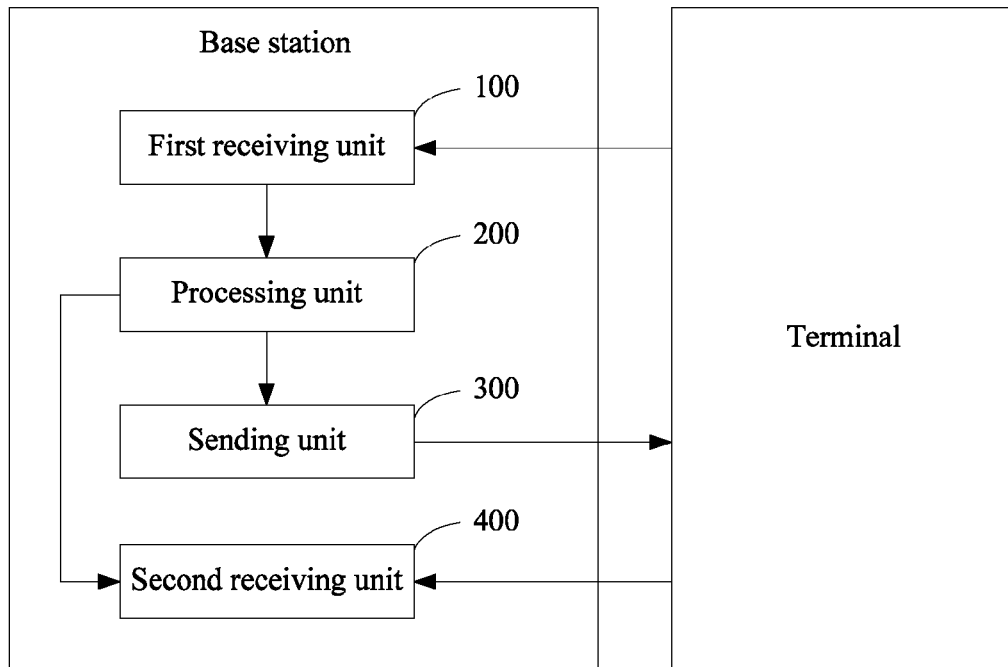 Base station
100
First receiving unit
200
Processing unit
Terminal
300
Sending unit
400
Second receiving unit